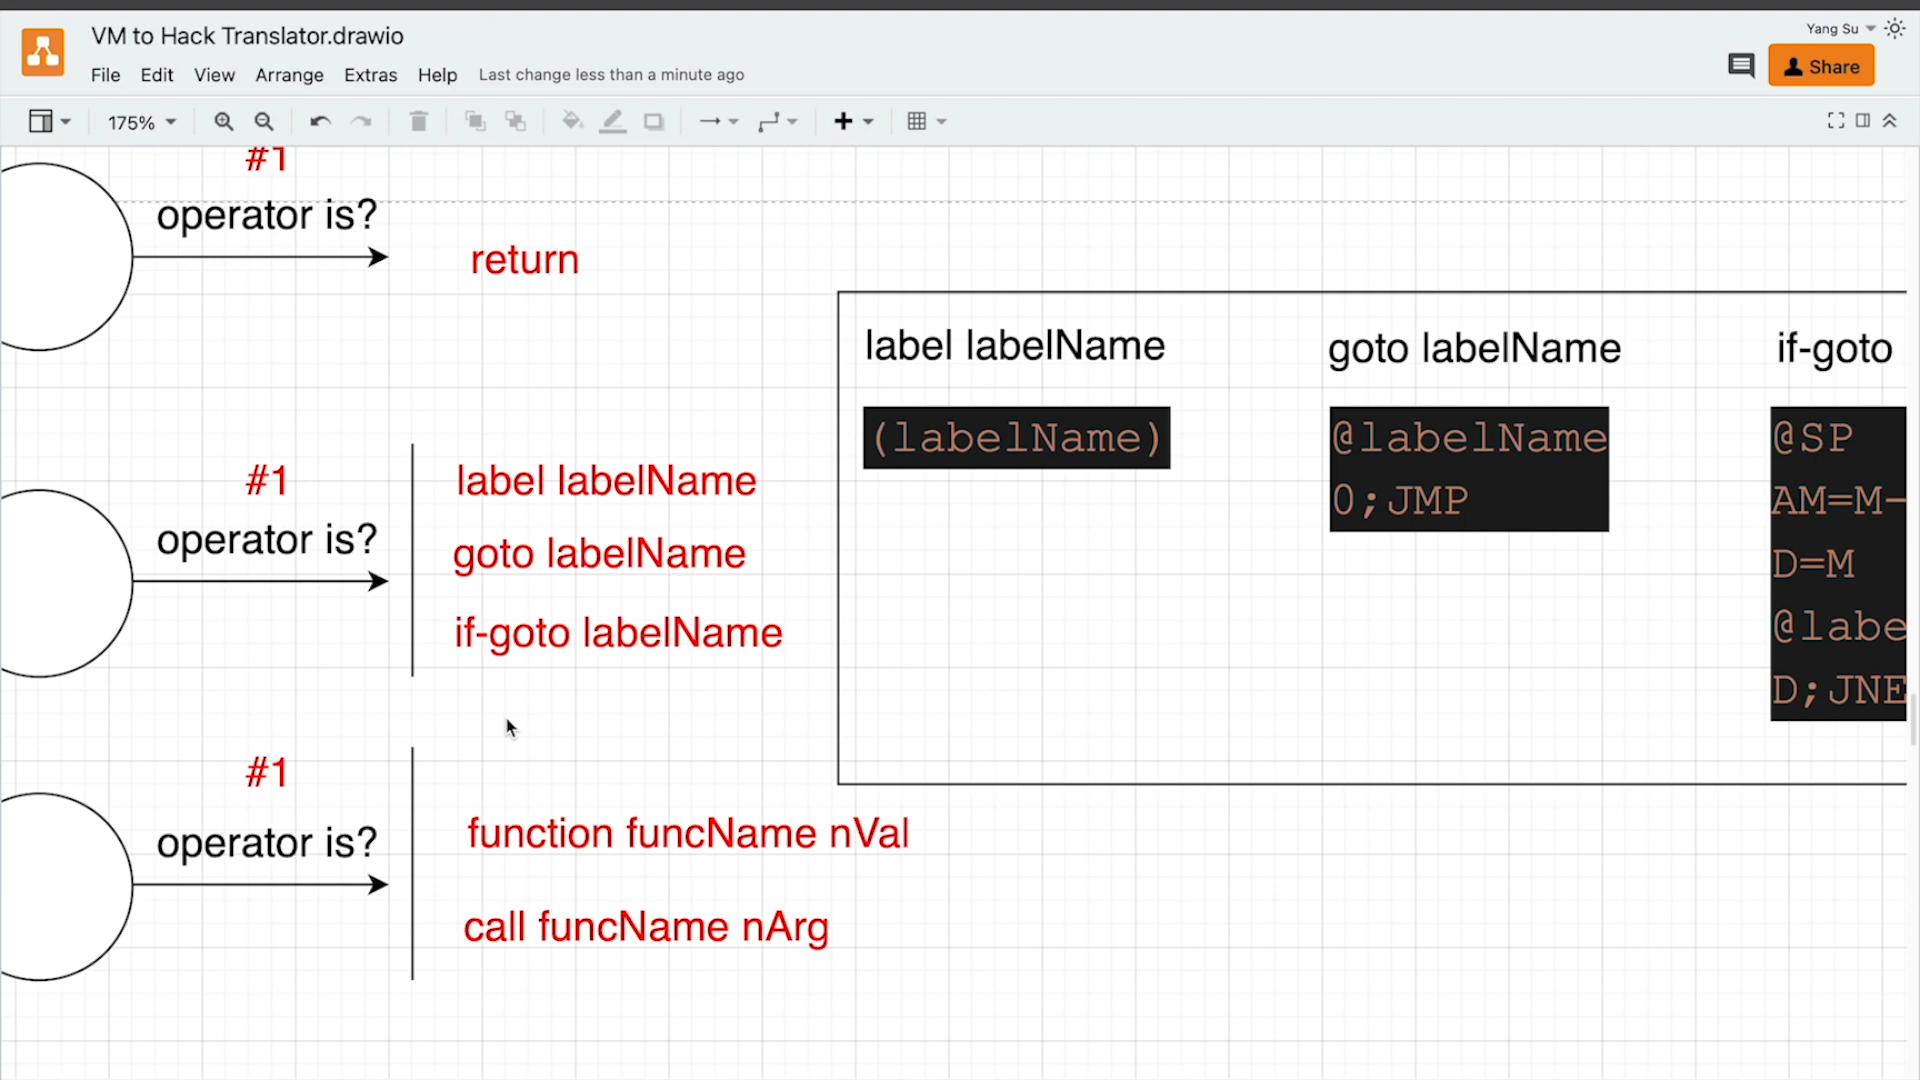 VM to Hack Translator.drawio
Yang Su
File Edit View Arrange Extras Help Last change less than a minute ago
Share
175%
#1
operator is?
return
label labelName
(labelName)
goto labelName
@labelName
0;JMP
if-goto
@SP
AM=M-
D=M
@labe
D;JNE
#1
operator is?
label labelName
goto labelName
if-goto labelName
#1
operator is?
function funcName nVal
call funcName nArg